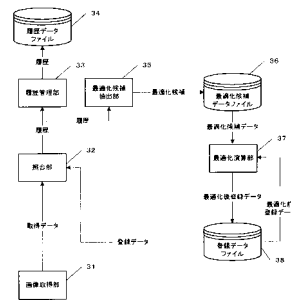 34
履歴データ
ファイル
履歴
33
履歴管理部
35
最適化候補
抽出部
最適化候補
36
最適化候補
データファイル
履歴
履歴
最適化候補データ
32
照合部
37
最適化演算部
取得データ
登録データ
最適化後登録データ
最適化前
登録データ
31
画像取得部
登録データ
ファイル
38